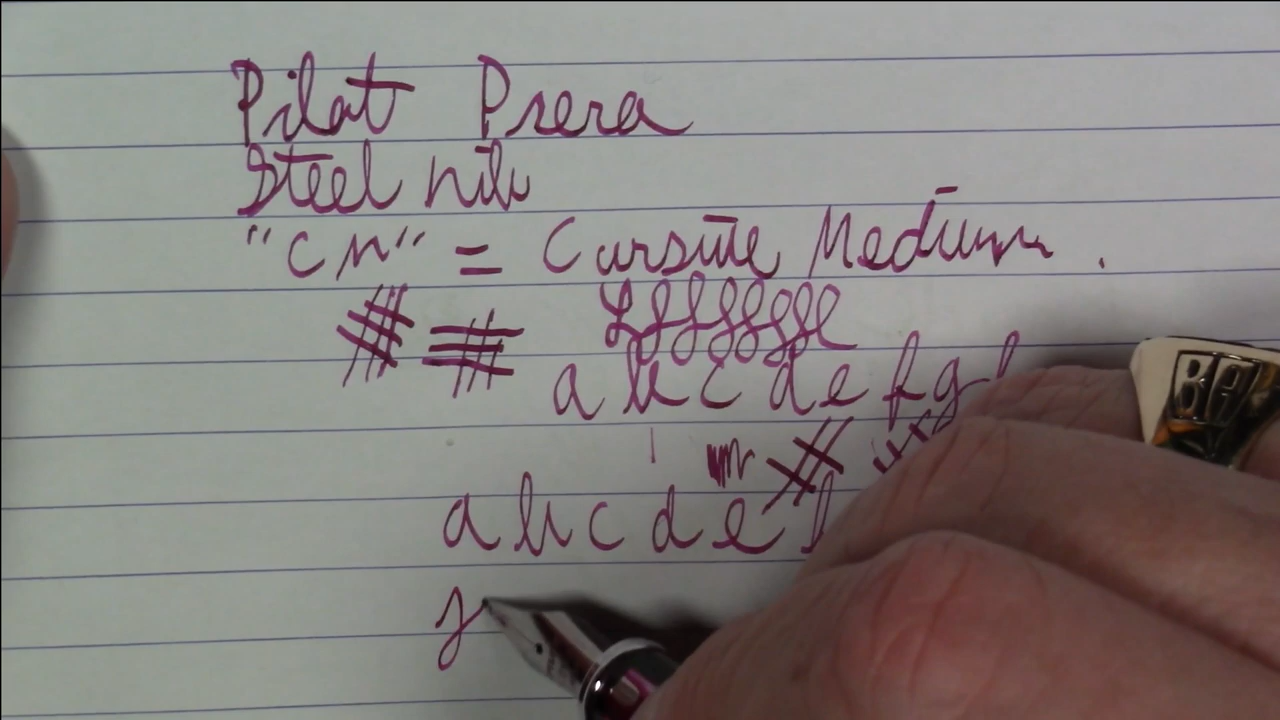 Pilot Prera
Steel nib
"CM" = Cursive Medium.
a b c d e f g
a b c d e f